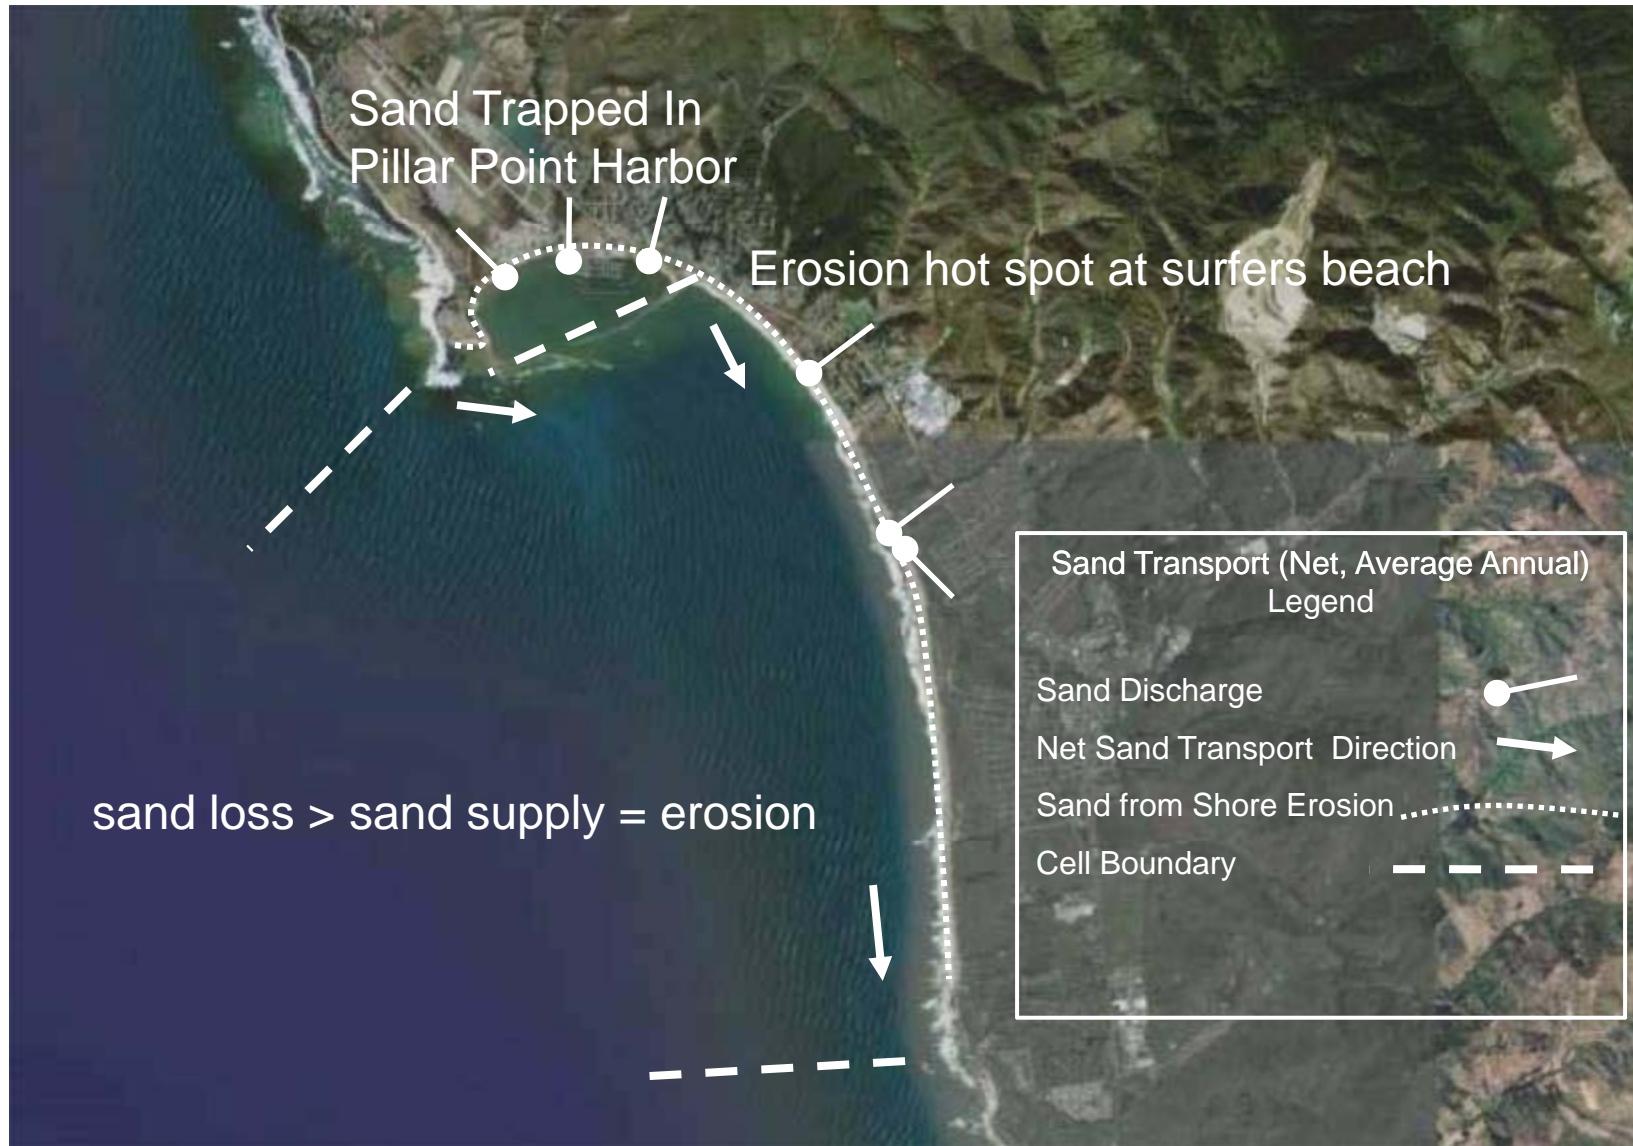 Sand Trapped In
Pillar Point Harbor
Erosion hot spot at surfers beach
Sand Transport (Net, Average Annual)
Legend
Sand Discharge
Net Sand Transport Direction
Sand from Shore Erosion
Cell Boundary
sand loss > sand supply = erosion